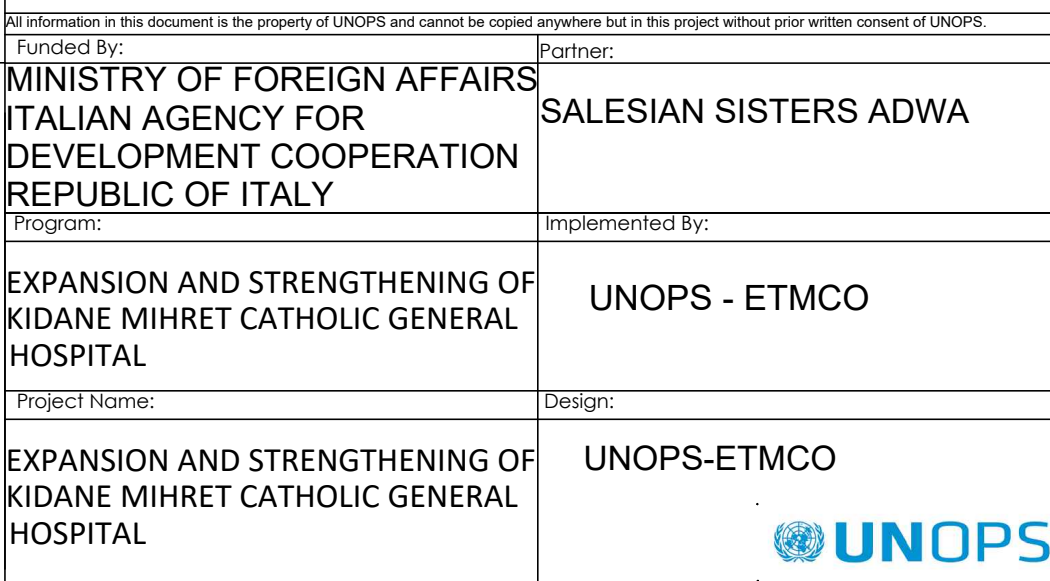 All information in this document is the property of UNOPS and cannot be copied anywhere but in this project without prior written consent of UNOPS.
Funded By:
MINISTRY OF FOREIGN AFFAIRS
ITALIAN AGENCY FOR
DEVELOPMENT COOPERATION
REPUBLIC OF ITALY
Partner:
SALESIAN SISTERS ADWA
Program:
EXPANSION AND STRENGTHENING OF
KIDANE MIHRET CATHOLIC GENERAL
HOSPITAL
Implemented By:
UNOPS - ETMCO
Project Name:
EXPANSION AND STRENGTHENING OF
KIDANE MIHRET CATHOLIC GENERAL
HOSPITAL
Design:
UNOPS-ETMCO
UNOPS